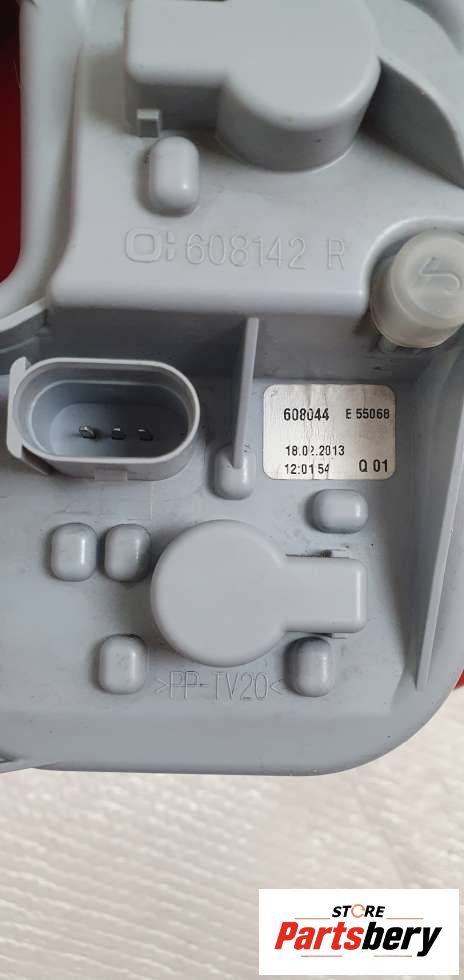 608142 R
608044 E 55068
18.02.2013
12:01:54 Q 01
>PP-TV20<
STORE
Partsbery